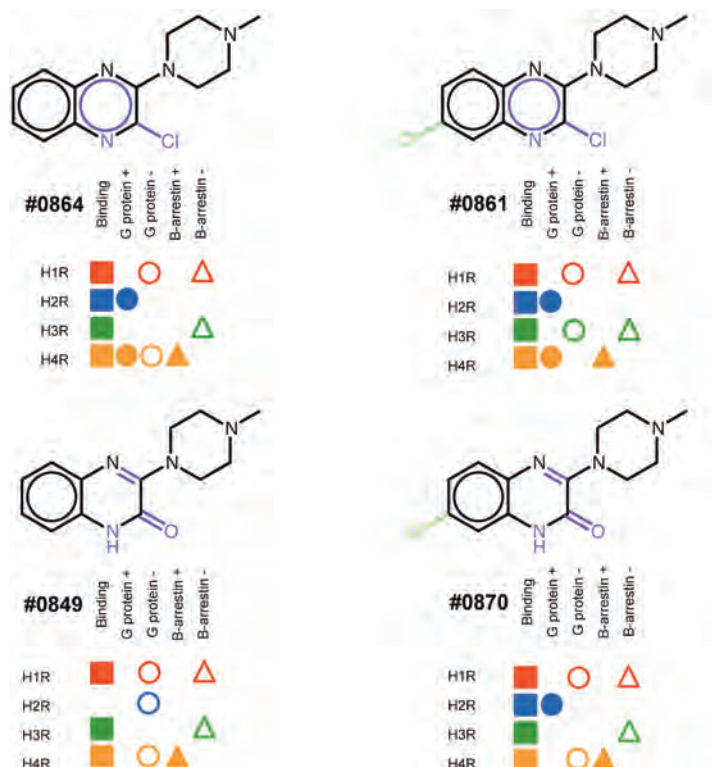 N
N
N
N
Cl
#0864
Binding
G protein +
G protein -
B-arrestin +
B-arrestin -
H1R
H2R
H3R
H4R
N
N
N
N
Cl
#0861
Binding
G protein +
G protein -
B-arrestin +
B-arrestin -
H1R
H2R
H3R
H4R
N
N
N
N
H
O
#0849
Binding
G protein +
G protein -
B-arrestin +
B-arrestin -
H1R
H2R
H3R
H4R
N
N
N
N
H
O
#0870
Binding
G protein +
G protein -
B-arrestin +
B-arrestin -
H1R
H2R
H3R
H4R